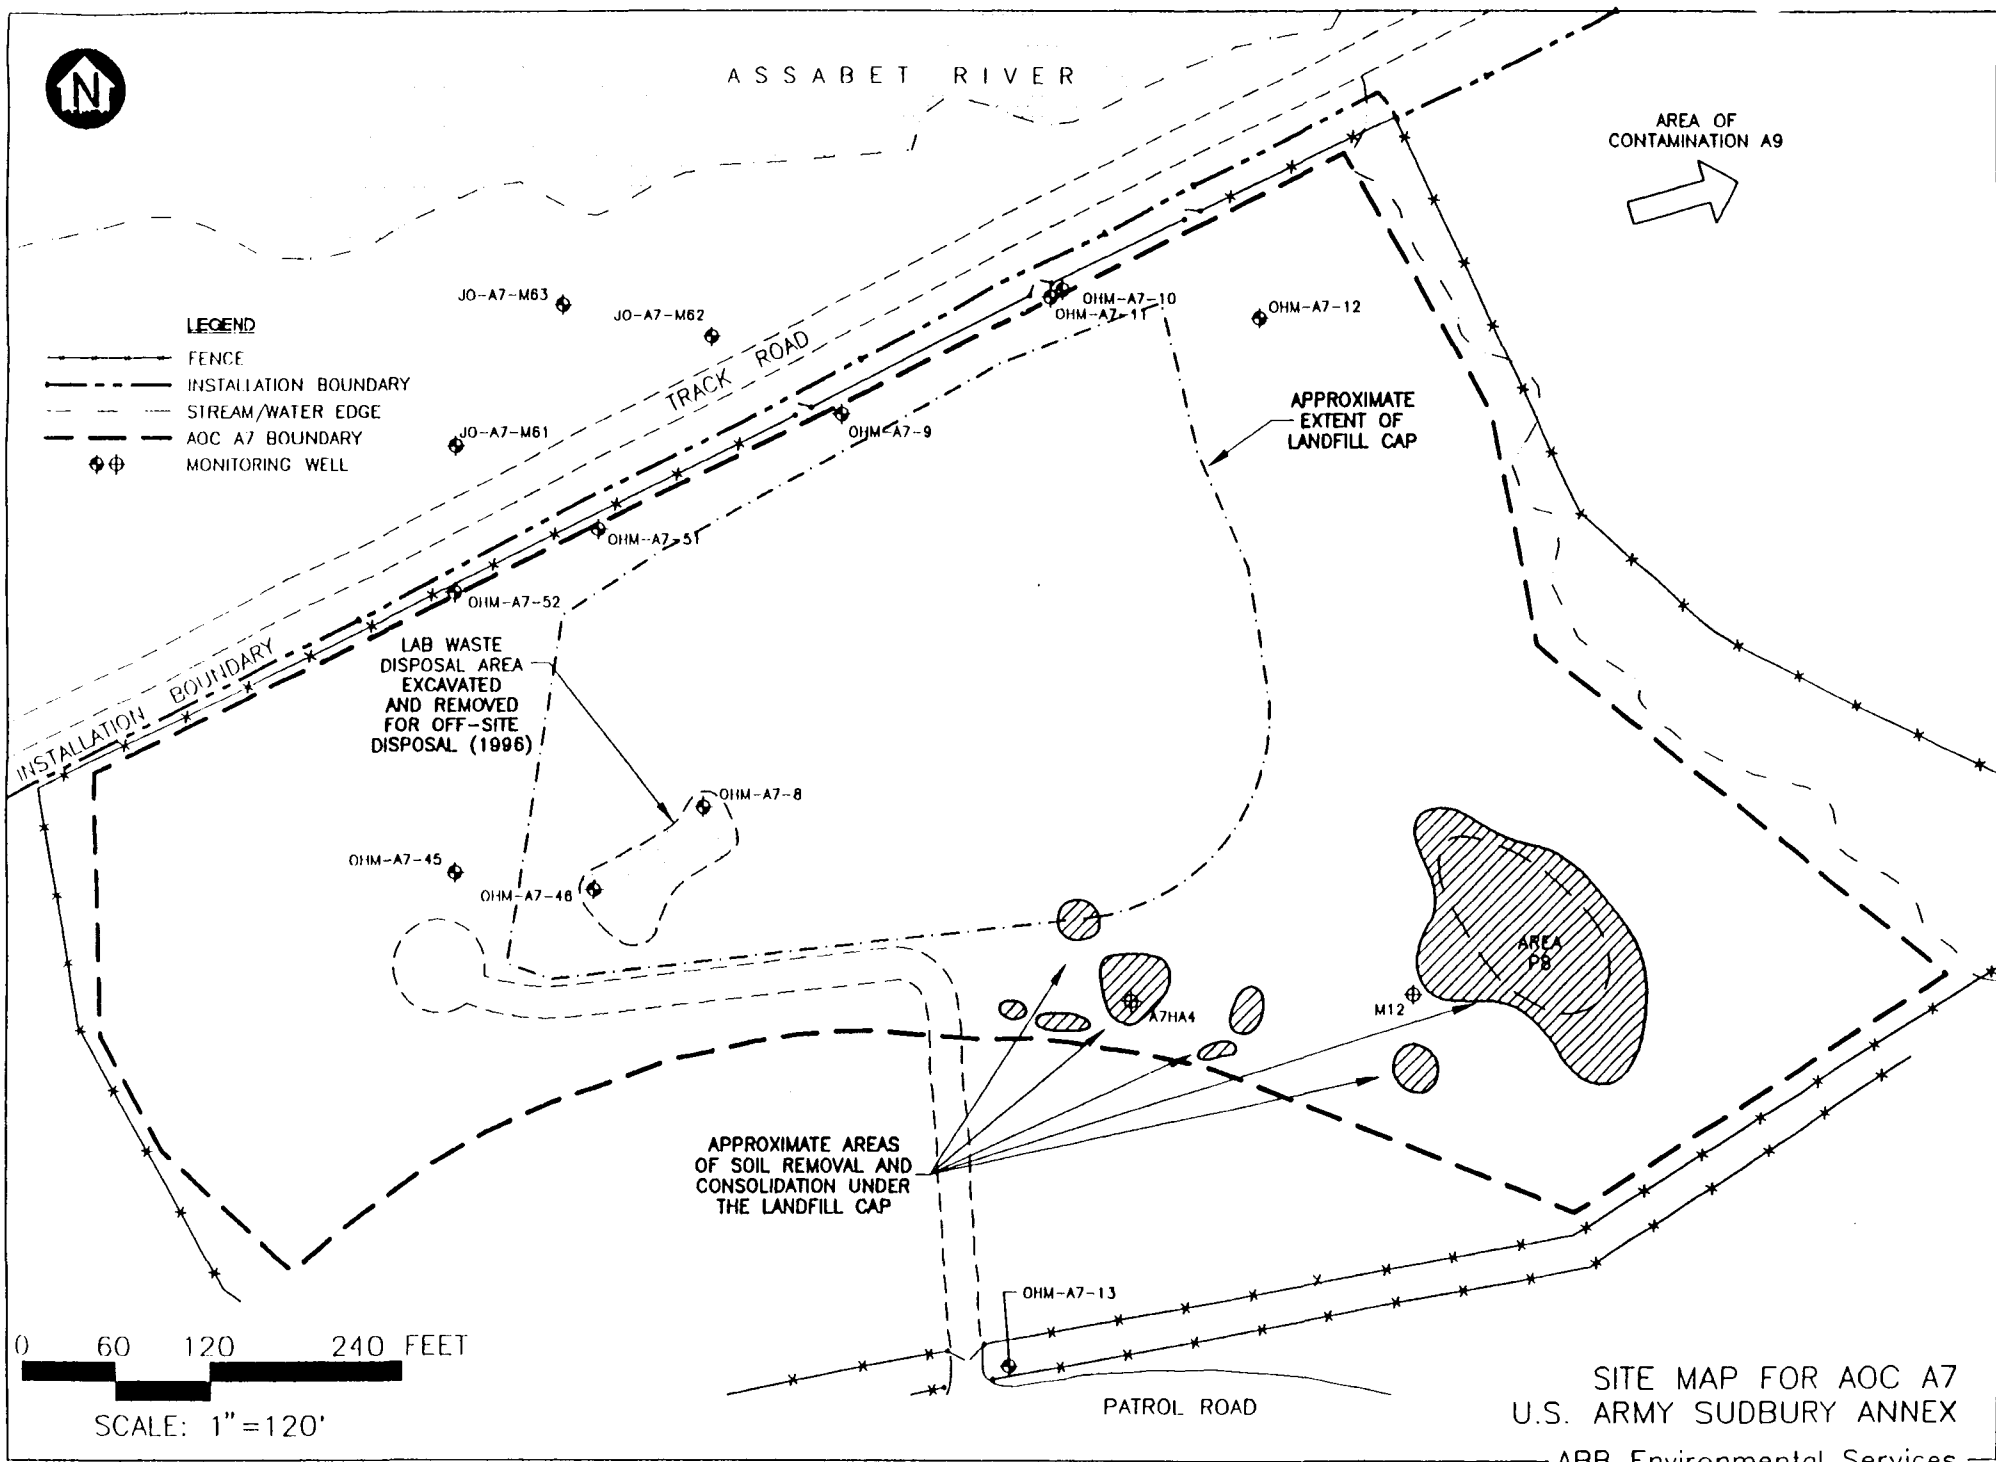 N
ASSABET RIVER
AREA OF
CONTAMINATION A9
JO-A7-M63
JO-A7-M62
OHM-A7-10
OHM-A7-11
OHM-A7-12
LEGEND
FENCE
INSTALLATION BOUNDARY
STREAM/WATER EDGE
AOC A7 BOUNDARY
MONITORING WELL
TRACK ROAD
JO-A7-M61
OHM-A7-9
APPROXIMATE
EXTENT OF
LANDFILL CAP
OHM-A7-51
OHM-A7-52
INSTALLATION BOUNDARY
LAB WASTE
DISPOSAL AREA
EXCAVATED
AND REMOVED
FOR OFF-SITE
DISPOSAL (1996)
OHM-A7-8
OHM-A7-45
OHM-A7-46
AREA
P8
M12
A7HA4
APPROXIMATE AREAS
OF SOIL REMOVAL AND
CONSOLIDATION UNDER
THE LANDFILL CAP
OHM-A7-13
0 60 120 240 FEET
SCALE: 1"=120'
PATROL ROAD
SITE MAP FOR AOC A7
U.S. ARMY SUDBURY ANNEX
ABB Environmental Services